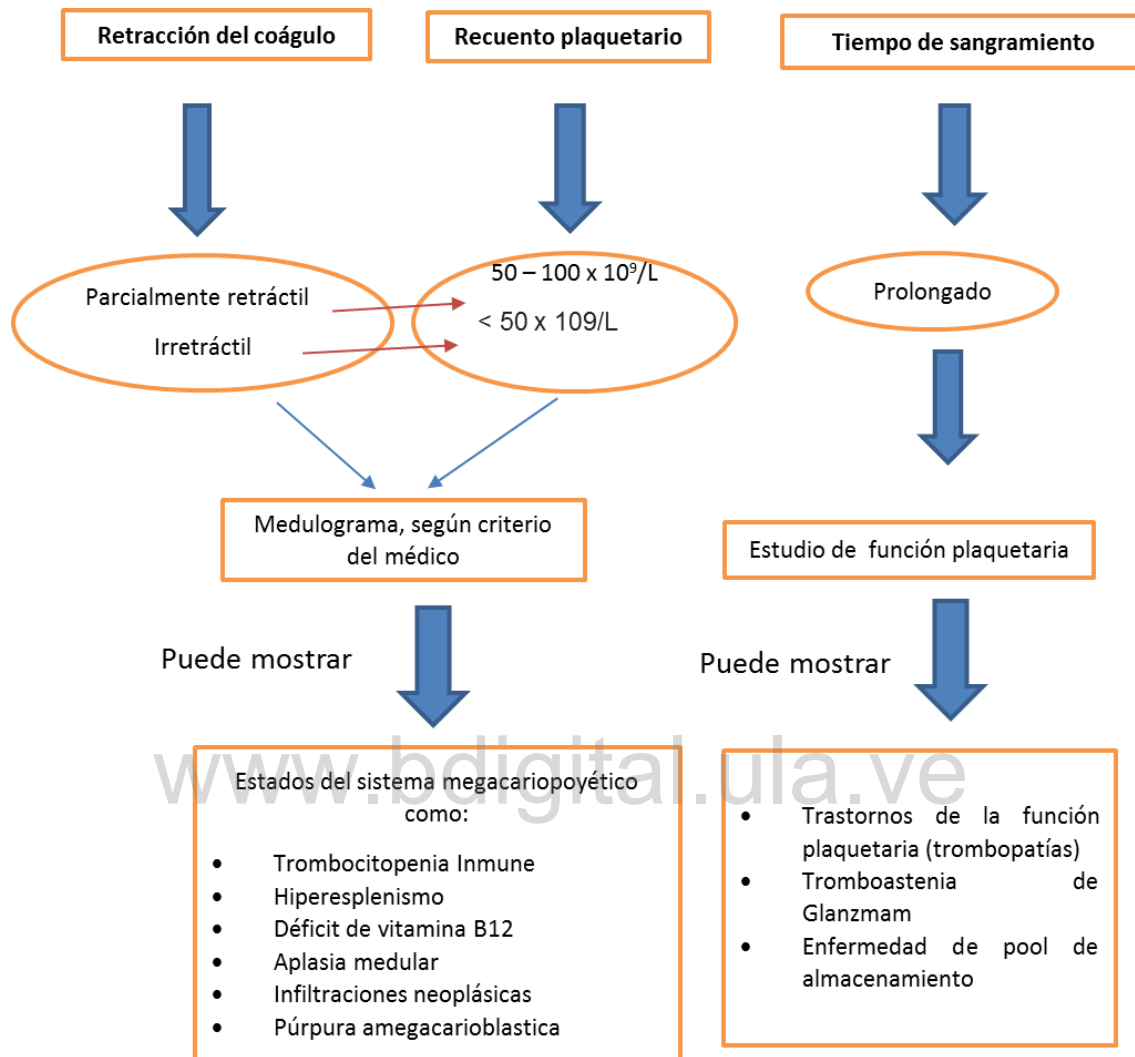 Retracción del coágulo
Recuento plaquetario
Tiempo de sangramiento
Parcialmente retráctil
Irretráctil
50 – 100 x 10⁹/L
< 50 x 109/L
Prolongado
Medulograma, según criterio
del médico
Estudio de función plaquetaria
Puede mostrar
Puede mostrar
www.bdigital.ula.ve
Estados del sistema megacariopoyético
como:
• Trombocitopenia Inmune
• Hiperesplenismo
• Déficit de vitamina B12
• Aplasia medular
• Infiltraciones neoplásicas
• Púrpura amegacarioblastica
• Trastornos de la función
plaquetaria (trombopatías)
• Tromboastenia de
Glanzmam
• Enfermedad de pool de
almacenamiento